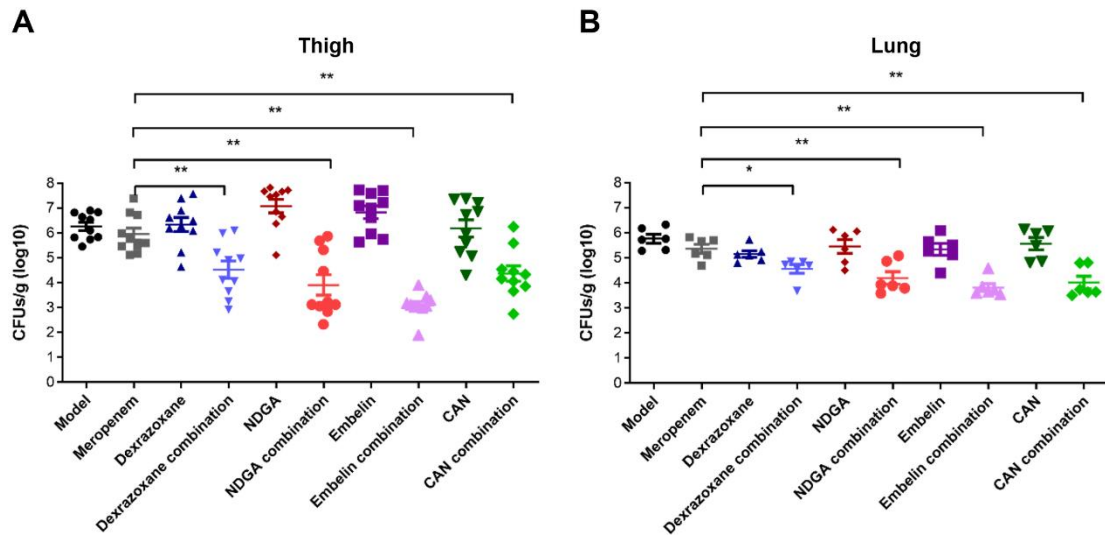 A
Thigh
**
**
**
**
CFUs/g (log10)
8
7
6
5
4
3
2
1
0
Model
Meropenem
Dexrazoxane
Dexrazoxane combination
NDGA
NDGA combination
Embelin
Embelin combination
CAN
CAN combination
B
Lung
**
**
**
*
CFUs/g (log10)
8
7
6
5
4
3
2
1
0
Model
Meropenem
Dexrazoxane
Dexrazoxane combination
NDGA
NDGA combination
Embelin
Embelin combination
CAN
CAN combination